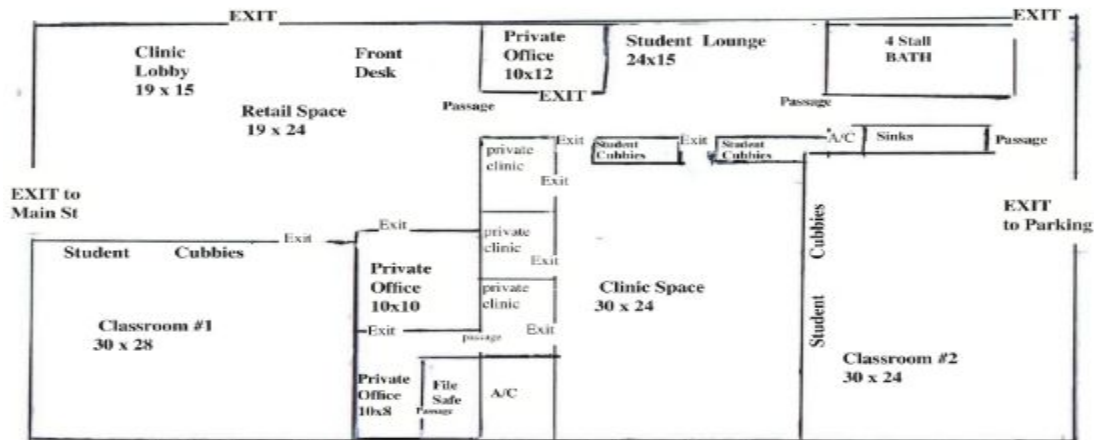 EXIT
EXIT
Clinic
Lobby
19 x 15
Front
Desk
Private
Office
10x12
EXIT
Student Lounge
24x15
4 Stall
BATH
Retail Space
19 x 24
Passage
Passage
Exit
Student
Cubbies
Exit
Student
Cubbies
A/C
Sinks
Passage
private
clinic
Exit
EXIT to
Main St
EXIT
to Parking
Student Cubbies
Exit
Exit
private
clinic
Exit
Private
Office
10x10
private
clinic
Clinic Space
30 x 24
Student Cubbies
Classroom #1
30 x 28
Exit
Exit
passage
Classroom #2
30 x 24
Private
Office
10x8
File
Safe
Passage
A/C